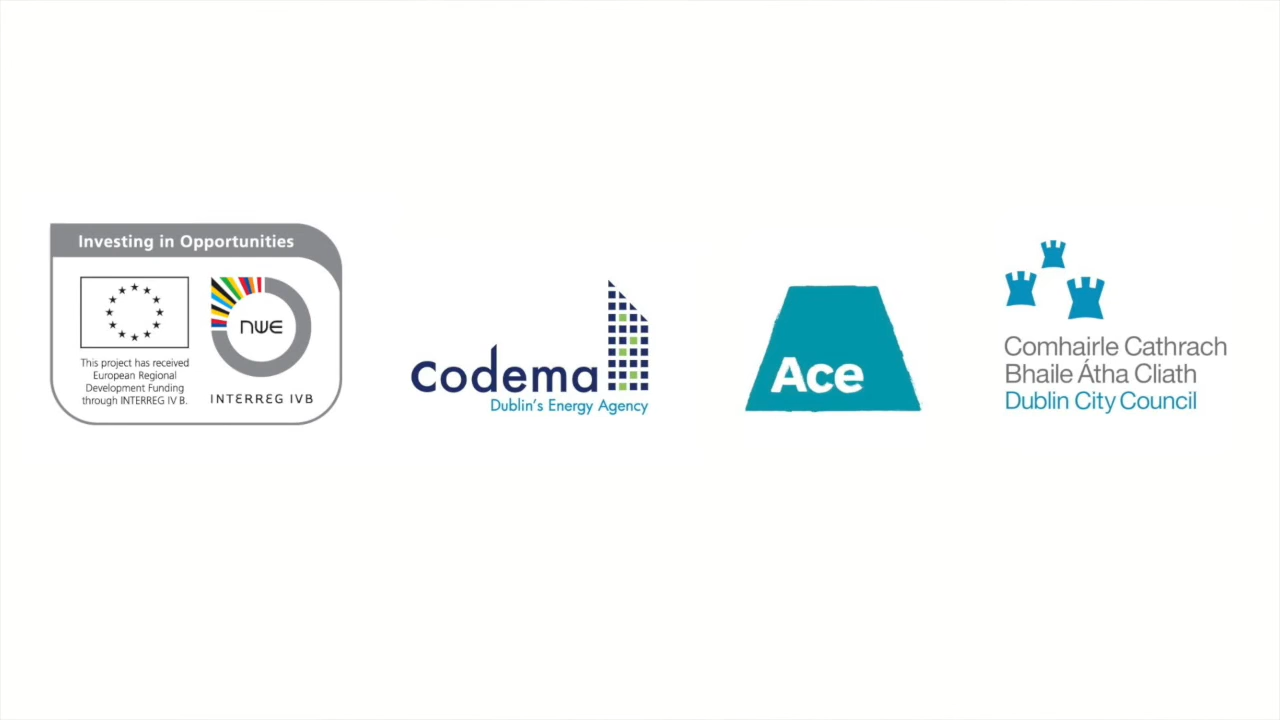 Investing in Opportunities
This project has received
European Regional
Development Funding
through INTERREG IV B.
NWE
INTERREG IVB
codema
Dublin's Energy Agency
Ace
Comhairle Cathrach
Bhaile Átha Cliath
Dublin City Council